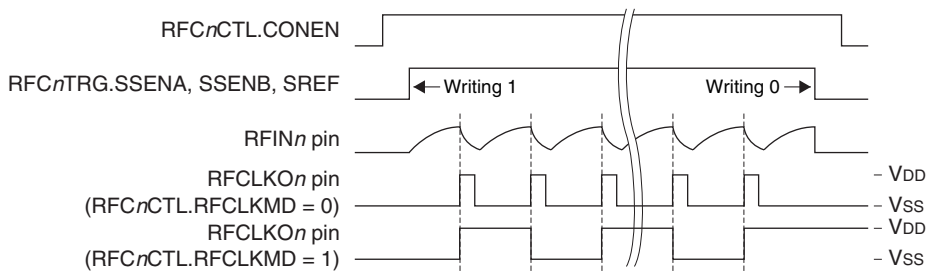 RFCnCTL.CONEN
RFCnTRG.SSENA, SSENB, SREF
Writing 1
Writing 0
RFINn pin
RFCLKOn pin
(RFCnCTL.RFCLKMD = 0)
VDD
VSS
RFCLKOn pin
(RFCnCTL.RFCLKMD = 1)
VDD
VSS